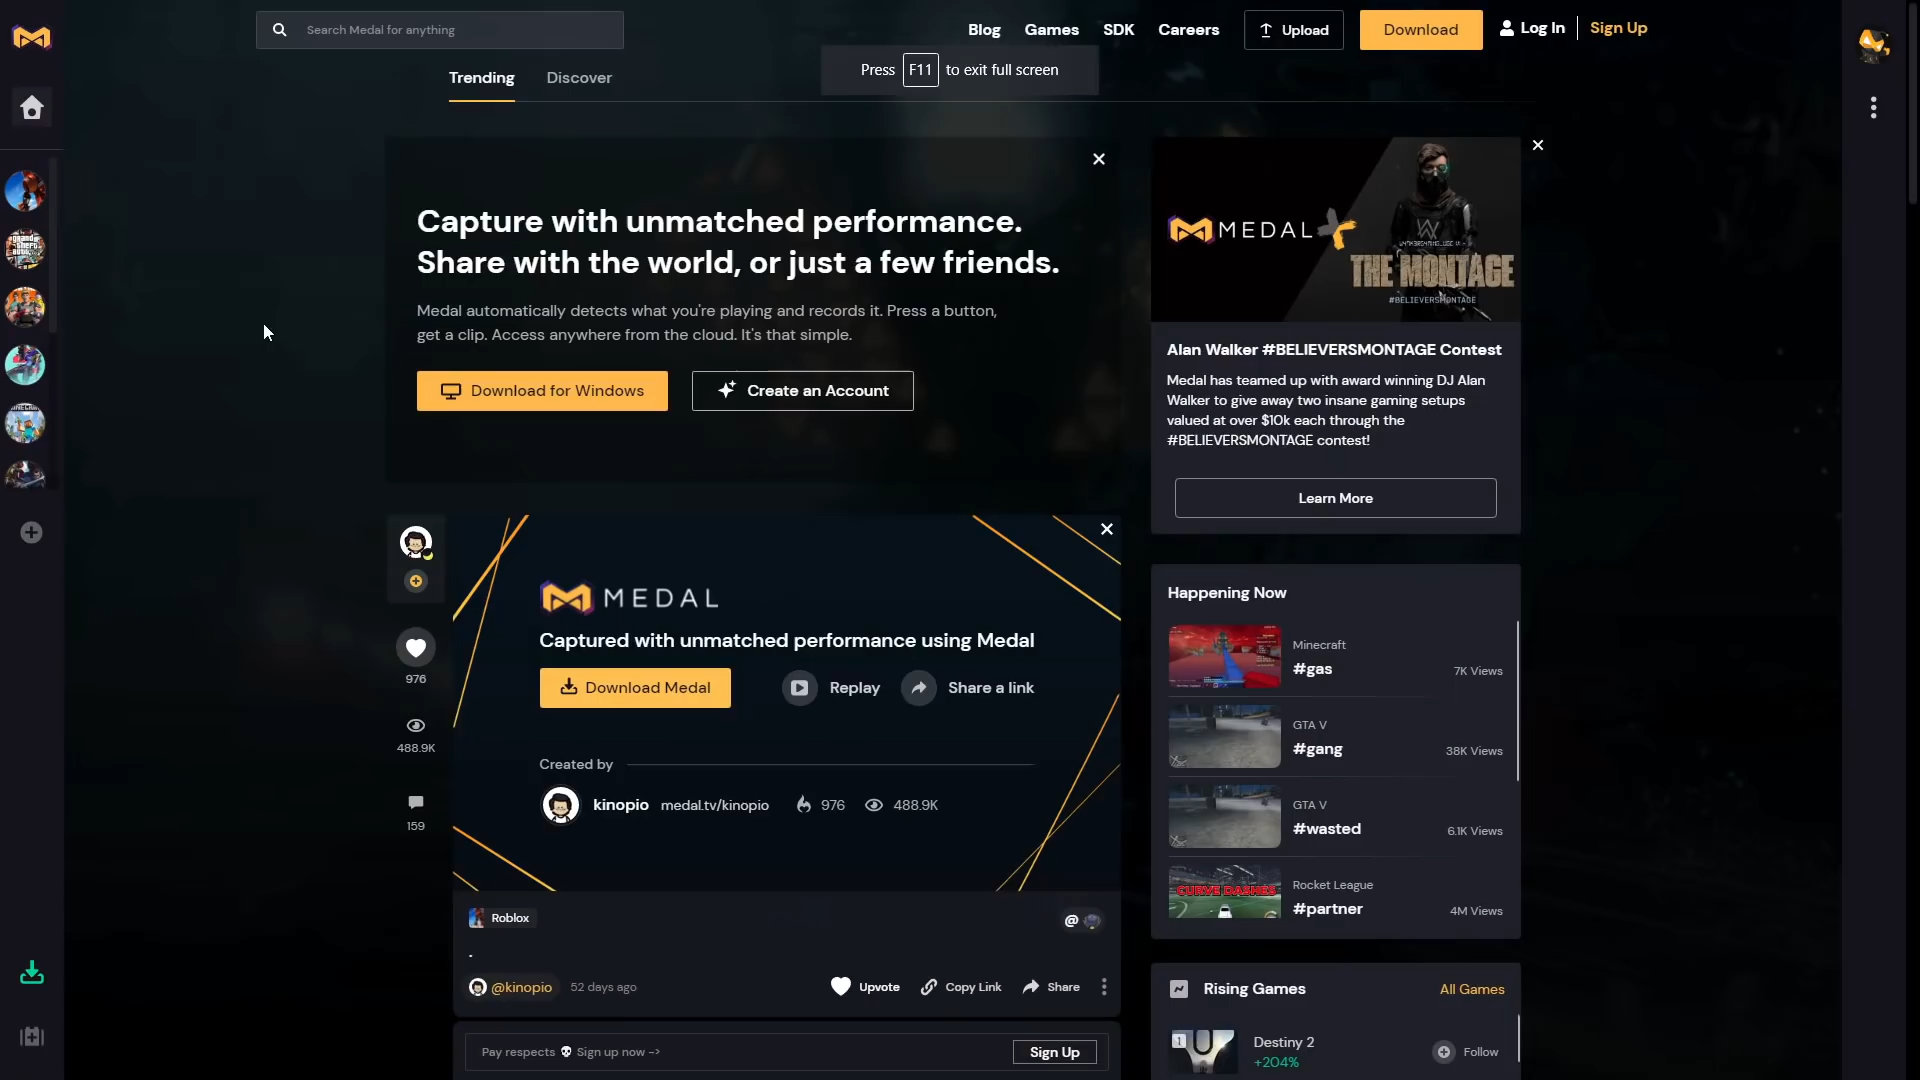 Search Medal for anything
Blog
Games
SDK
Careers
Upload
Download
Log In
Sign Up
Trending
Discover
Press F11 to exit full screen
Capture with unmatched performance.
Share with the world, or just a few friends.
Medal automatically detects what you're playing and records it. Press a button,
get a clip. Access anywhere from the cloud. It's that simple.
Download for Windows
Create an Account
MEDAL
THE MONTAGE
#BELIEVERSMONTAGE
Alan Walker #BELIEVERSMONTAGE Contest
Medal has teamed up with award winning DJ Alan
Walker to give away two insane gaming setups
valued at over $10k each through the
#BELIEVERSMONTAGE contest!
Learn More
MEDAL
Captured with unmatched performance using Medal
Download Medal
Replay
Share a link
976
488.9K
159
Created by
kinopio medal.tv/kinopio 976 488.9K
Roblox
@
.
@kinopio 52 days ago
Upvote
Copy Link
Share
Pay respects 💀 Sign up now ->
Sign Up
Happening Now
Minecraft
#gas 7K Views
GTA V
#gang 38K Views
GTA V
#wasted 6.1K Views
CURVE DASHES
Rocket League
#partner 4M Views
Rising Games
All Games
1
Destiny 2
+204%
Follow